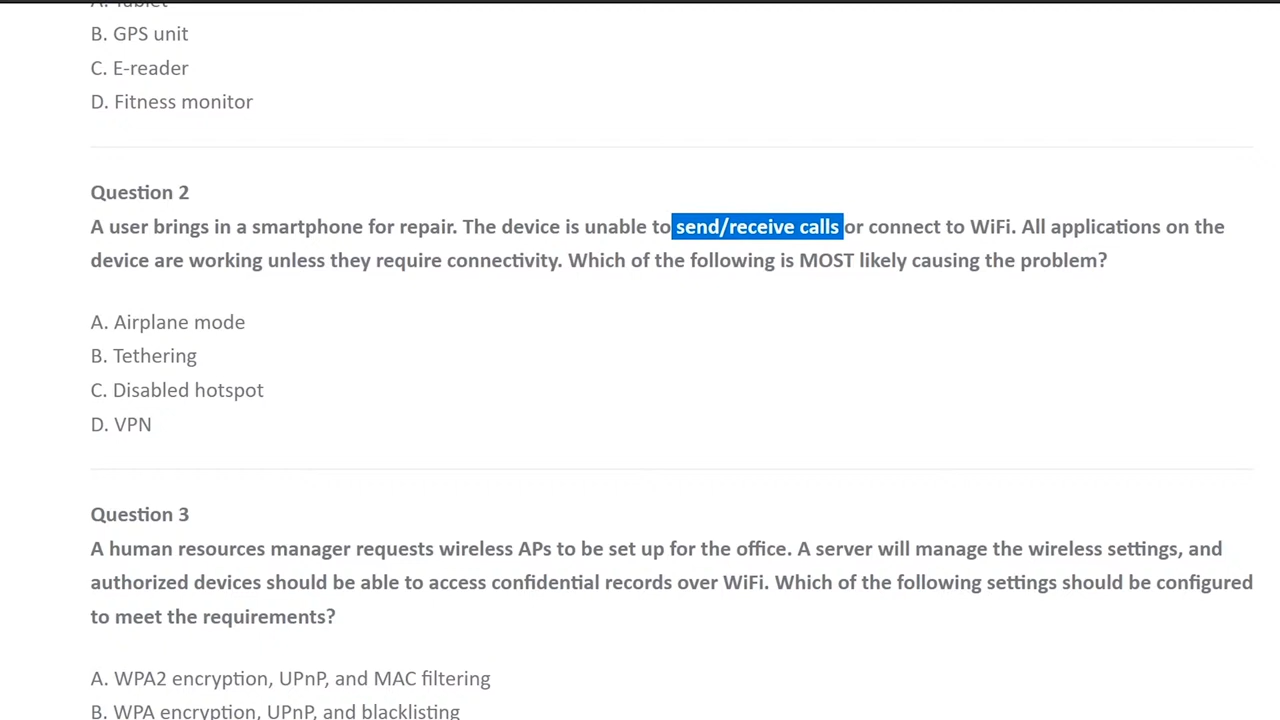 A. Tablet
B. GPS unit
C. E-reader
D. Fitness monitor
Question 2
A user brings in a smartphone for repair. The device is unable to send/receive calls or connect to WiFi. All applications on the
device are working unless they require connectivity. Which of the following is MOST likely causing the problem?
A. Airplane mode
B. Tethering
C. Disabled hotspot
D. VPN
Question 3
A human resources manager requests wireless APs to be set up for the office. A server will manage the wireless settings, and
authorized devices should be able to access confidential records over WiFi. Which of the following settings should be configured
to meet the requirements?
A. WPA2 encryption, UPnP, and MAC filtering
B. WPA encryption, UPnP, and blacklisting